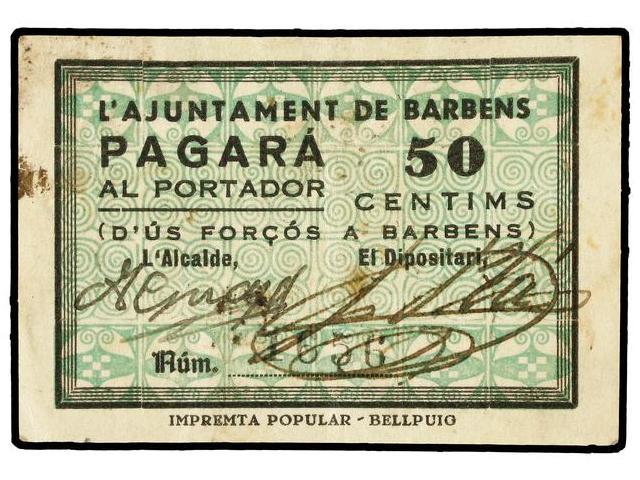 L'AJUNTAMENT DE BARBENS
PAGARÁ 50
AL PORTADOR CENTIMS
(D'ÚS FORÇÓS A BARBENS)
L'Alcalde, El Dipositari,
Núm. 1656
IMPREMTA POPULAR - BELLPUIG